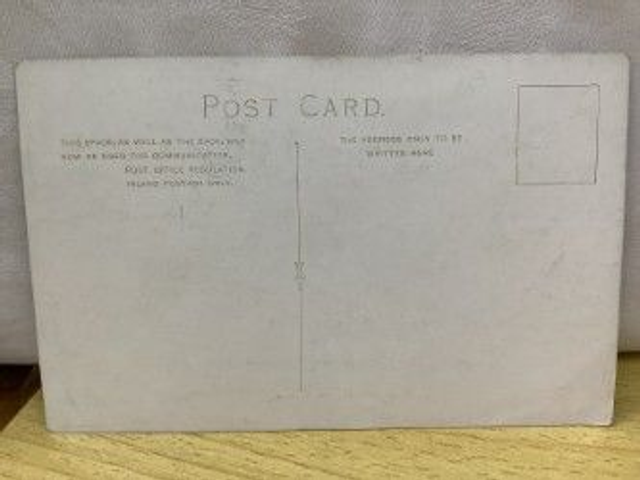 POST CARD.
THIS SPACE, AS WELL AS THE BACK, MAY
NOW BE USED FOR COMMUNICATION.
POST OFFICE REGULATION.
INLAND POSTAGE ONLY.
THE ADDRESS ONLY TO BE
WRITTEN HERE.